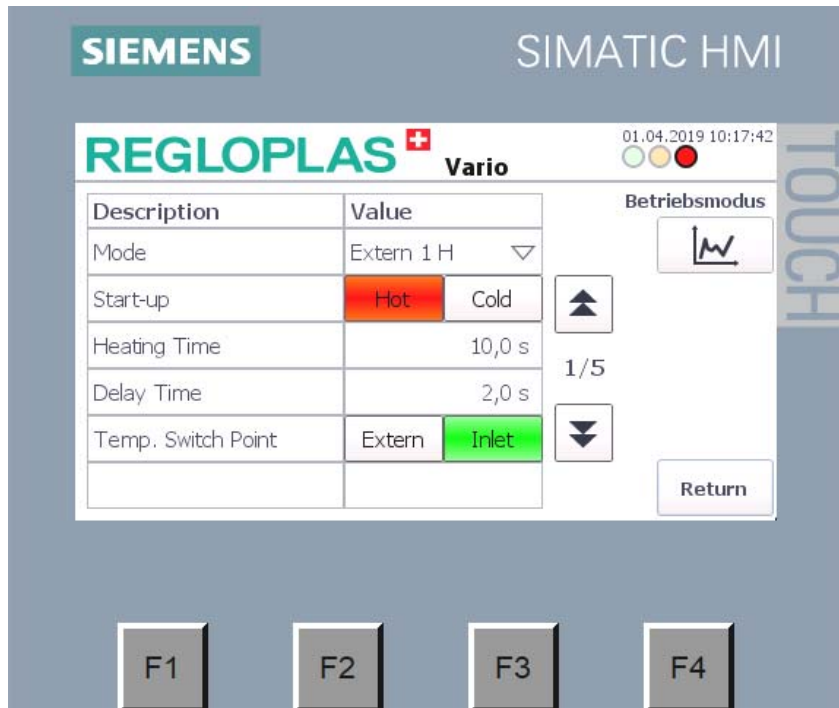 SIEMENS
SIMATIC HMI
TOUCH
REGLOPLAS
Vario
01.04.2019 10:17:42
Betriebsmodus
Description Value
Mode Extern 1 H
Start-up Hot Cold
Heating Time 10,0 s
1/5
Delay Time 2,0 s
Temp. Switch Point Extern Inlet
Return
F1 F2 F3 F4